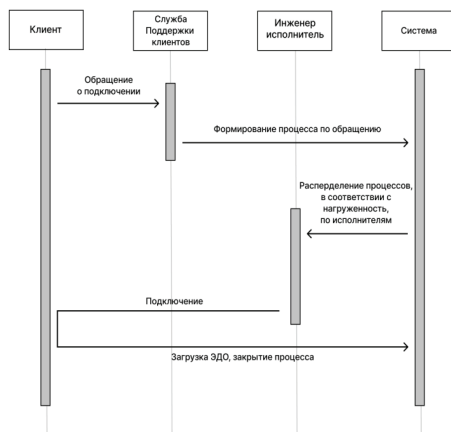 Клиент
Служба
Поддержки
клиентов
Инженер
исполнитель
Система
Обращение
о подключении
Формирование процесса по обращению
Расперделение процессов,
в соответствии с
нагруженность,
по исполнителям
Подключение
Загрузка ЭДО, закрытие процесса